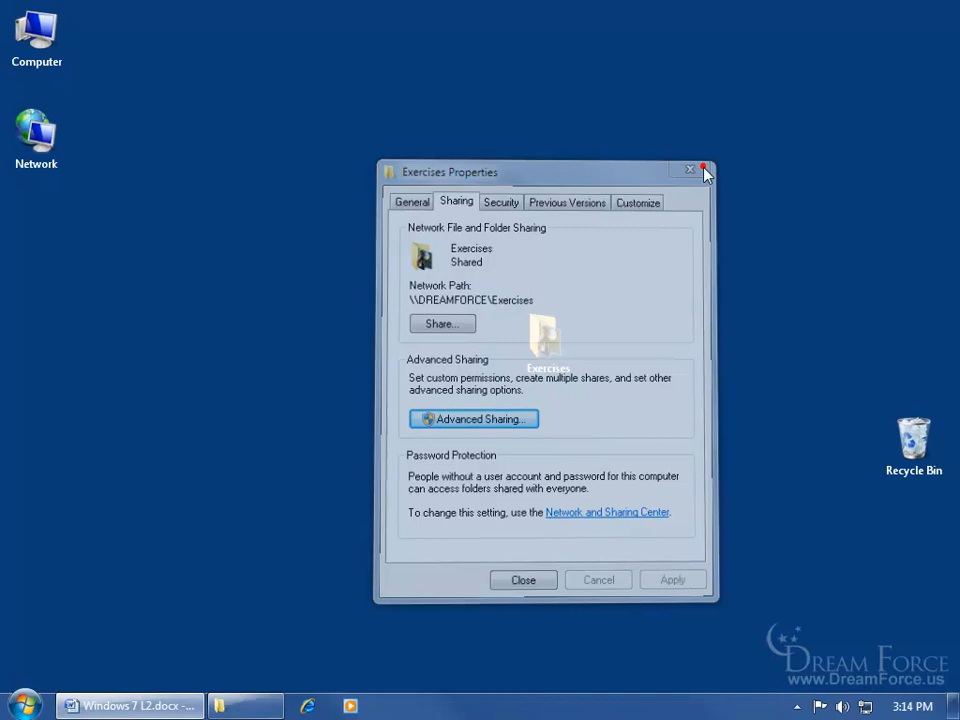 Computer
Network
Exercises Properties
General
Sharing
Security
Previous Versions
Customize
Network File and Folder Sharing
Exercises
Shared
Network Path:
\\DREAMFORCE\Exercises
Share...
Exercises
Advanced Sharing
Set custom permissions, create multiple shares, and set other
advanced sharing options.
Advanced Sharing...
Password Protection
People without a user account and password for this computer
can access folders shared with everyone.
To change this setting, use the Network and Sharing Center.
Close
Cancel
Apply
Recycle Bin
DREAM FORCE
www.DreamForce.us
Windows 7 L2.docx -...
3:14 PM